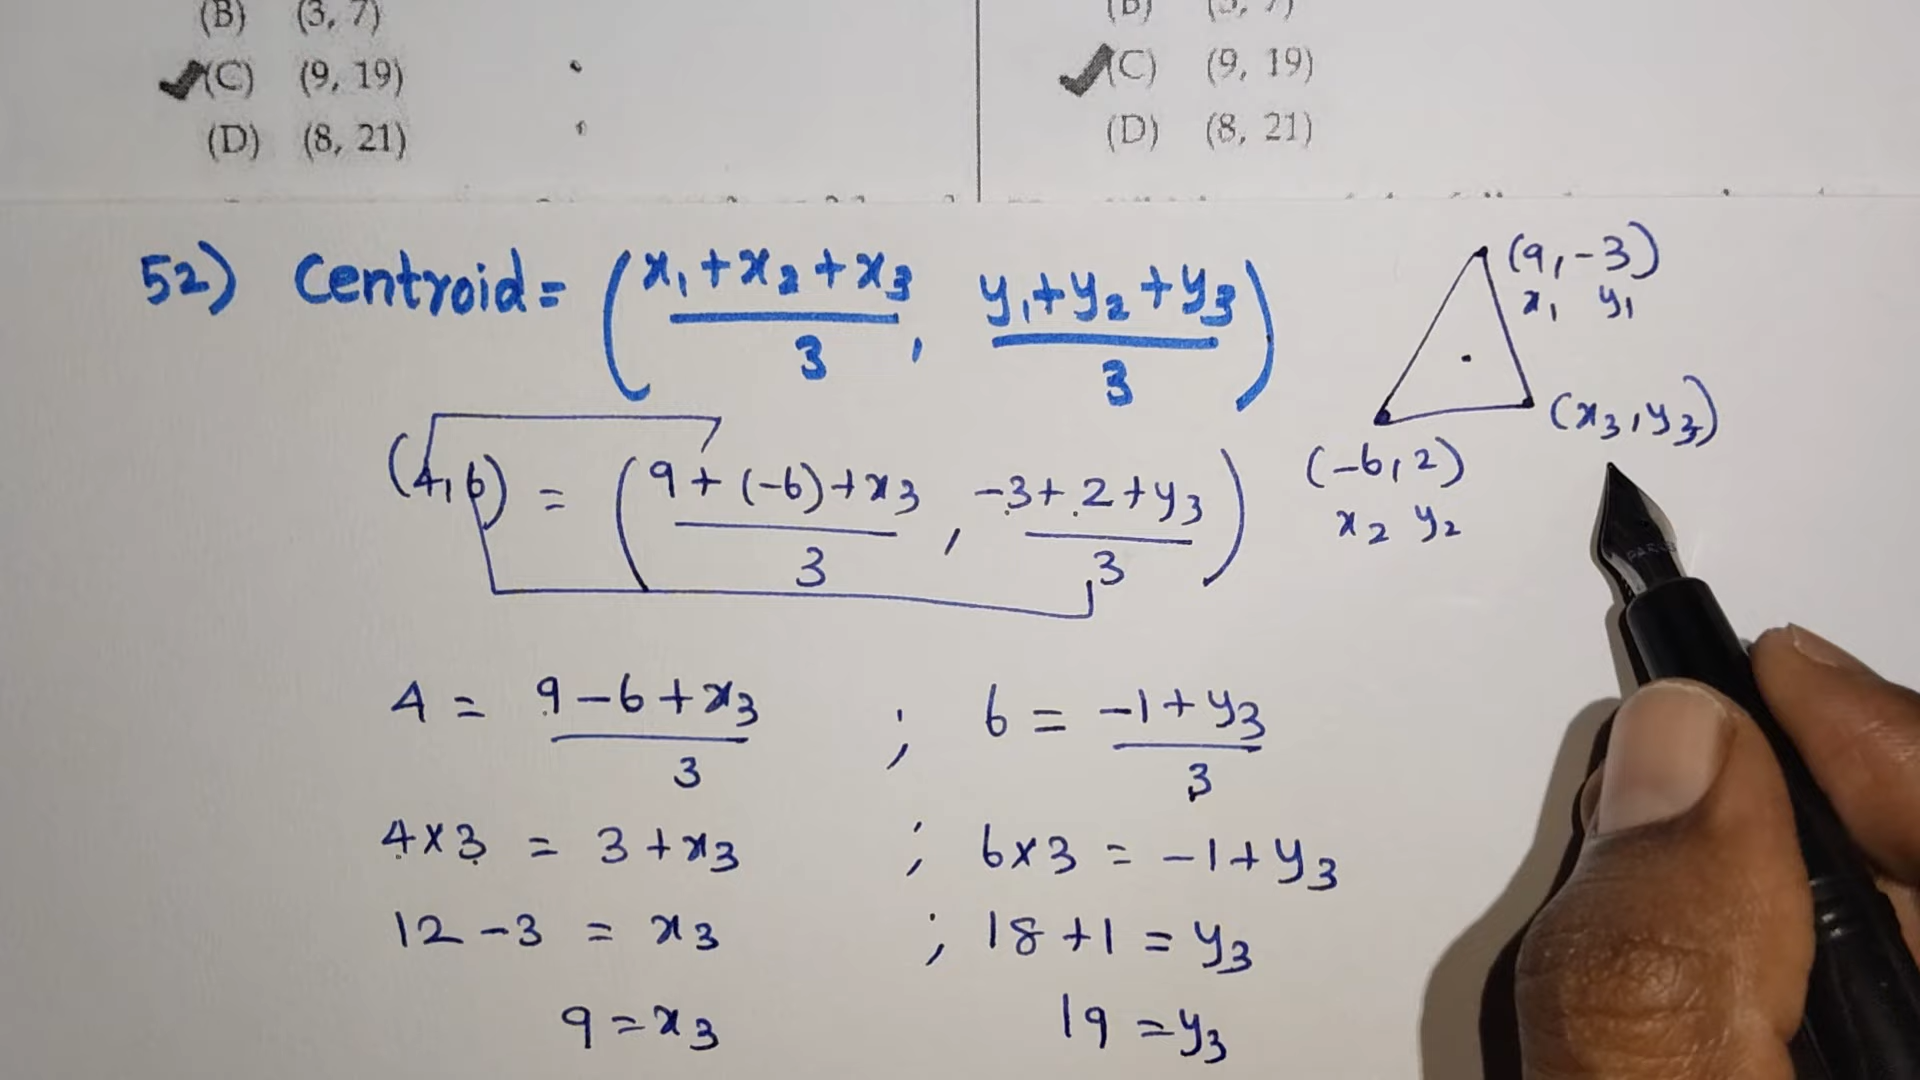 (B) (3, 7)
(C) (9, 19)
(D) (8, 21)
(B) (3, 7)
(C) (9, 19)
(D) (8, 21)
52) Centroid = (x₁+x₂+x₃/3, y₁+y₂+y₃/3)
(9,-3)
x₁ y₁
(x₃,y₃)
(-6,2)
x₂ y₂
(4,6) = (9+(-6)+x₃/3, -3+2+y₃/3)
4 = 9-6+x₃/3 ; 6 = -1+y₃/3
4×3 = 3+x₃ ; 6×3 = -1+y₃
12-3 = x₃ ; 18+1 = y₃
9 = x₃ 19 = y₃